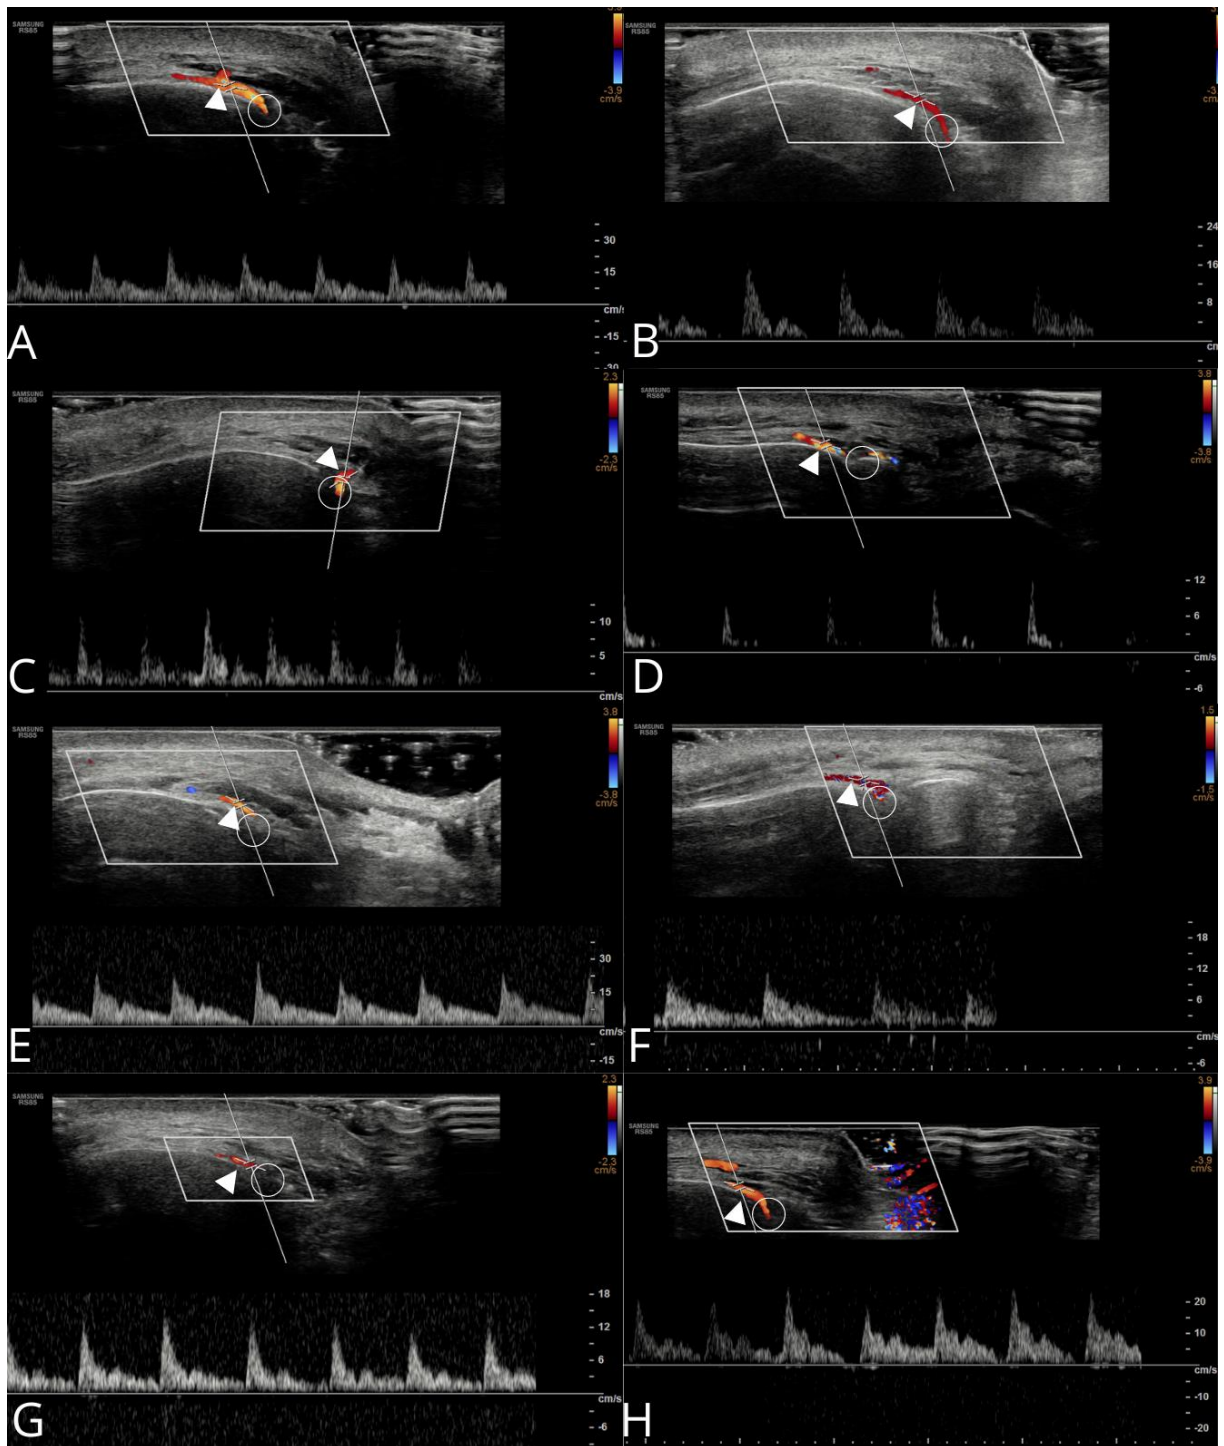 SAMSUNG
RS85
3.9
-3.9
cm/s
30
15
cm/s
-15
-30
A
SAMSUNG
RS85
24
16
8
B
SAMSUNG
RS85
2.3
-2.3
cm/s
10
5
cm/s
C
SAMSUNG
RS85
3.8
-3.8
cm/s
12
6
cm/s
-6
D
SAMSUNG
RS85
3.8
-3.8
cm/s
30
15
cm/s
-15
E
SAMSUNG
RS85
1.5
-1.5
cm/s
18
12
6
cm/s
-6
F
SAMSUNG
RS85
2.3
-2.3
cm/s
18
12
6
cm/s
-6
G
SAMSUNG
RS85
3.9
-3.9
cm/s
20
10
cm/s
-10
-20
H